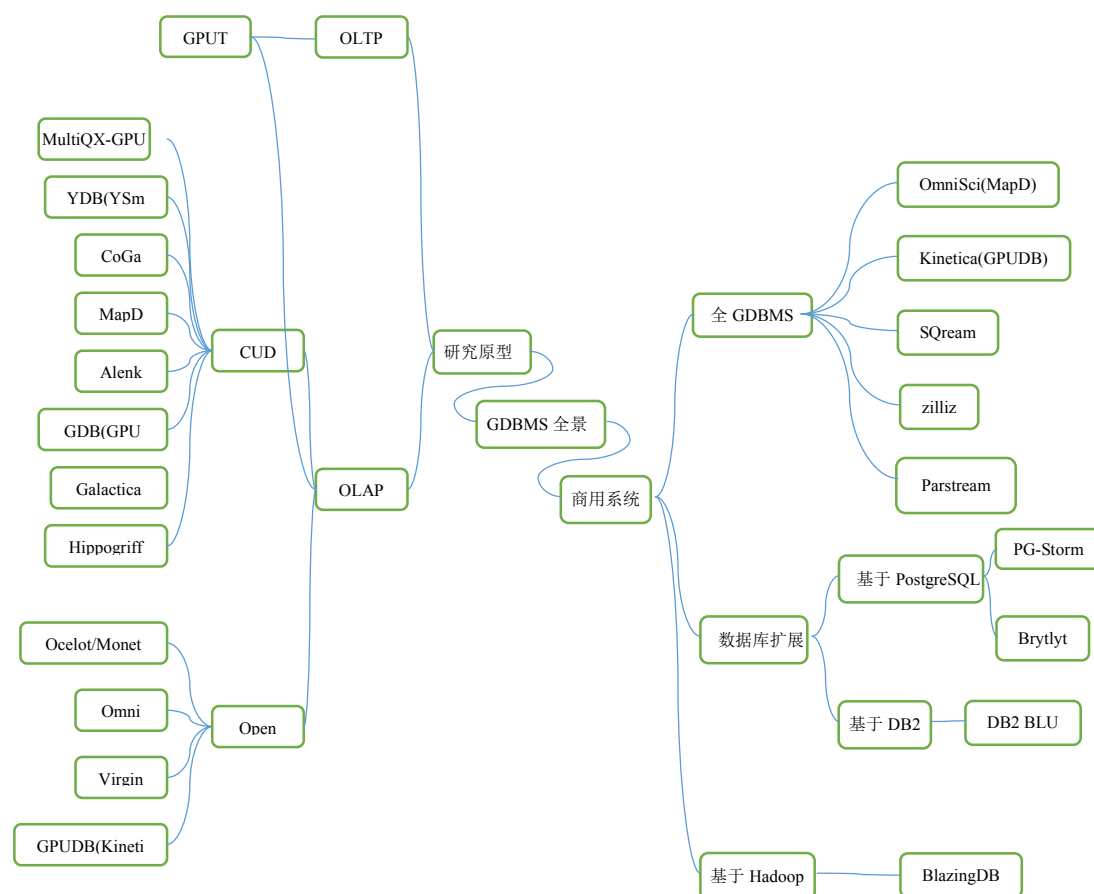 GPUT
OLTP
MultiQX-GPU
YDB(YSm
CoGa
MapD
Alenk
GDB(GPU
Galactica
Hippogriff
CUD
OLAP
Ocelot/Monet
Omni
Virgin
GPUDB(Kineti
Open
研究原型
GDBMS 全景
商用系统
全 GDBMS
OmniSci(MapD)
Kinetica(GPUDB)
SQream
zilliz
Parstream
数据库扩展
基于 PostgreSQL
PG-Storm
Brytlyt
基于 DB2
DB2 BLU
基于 Hadoop
BlazingDB